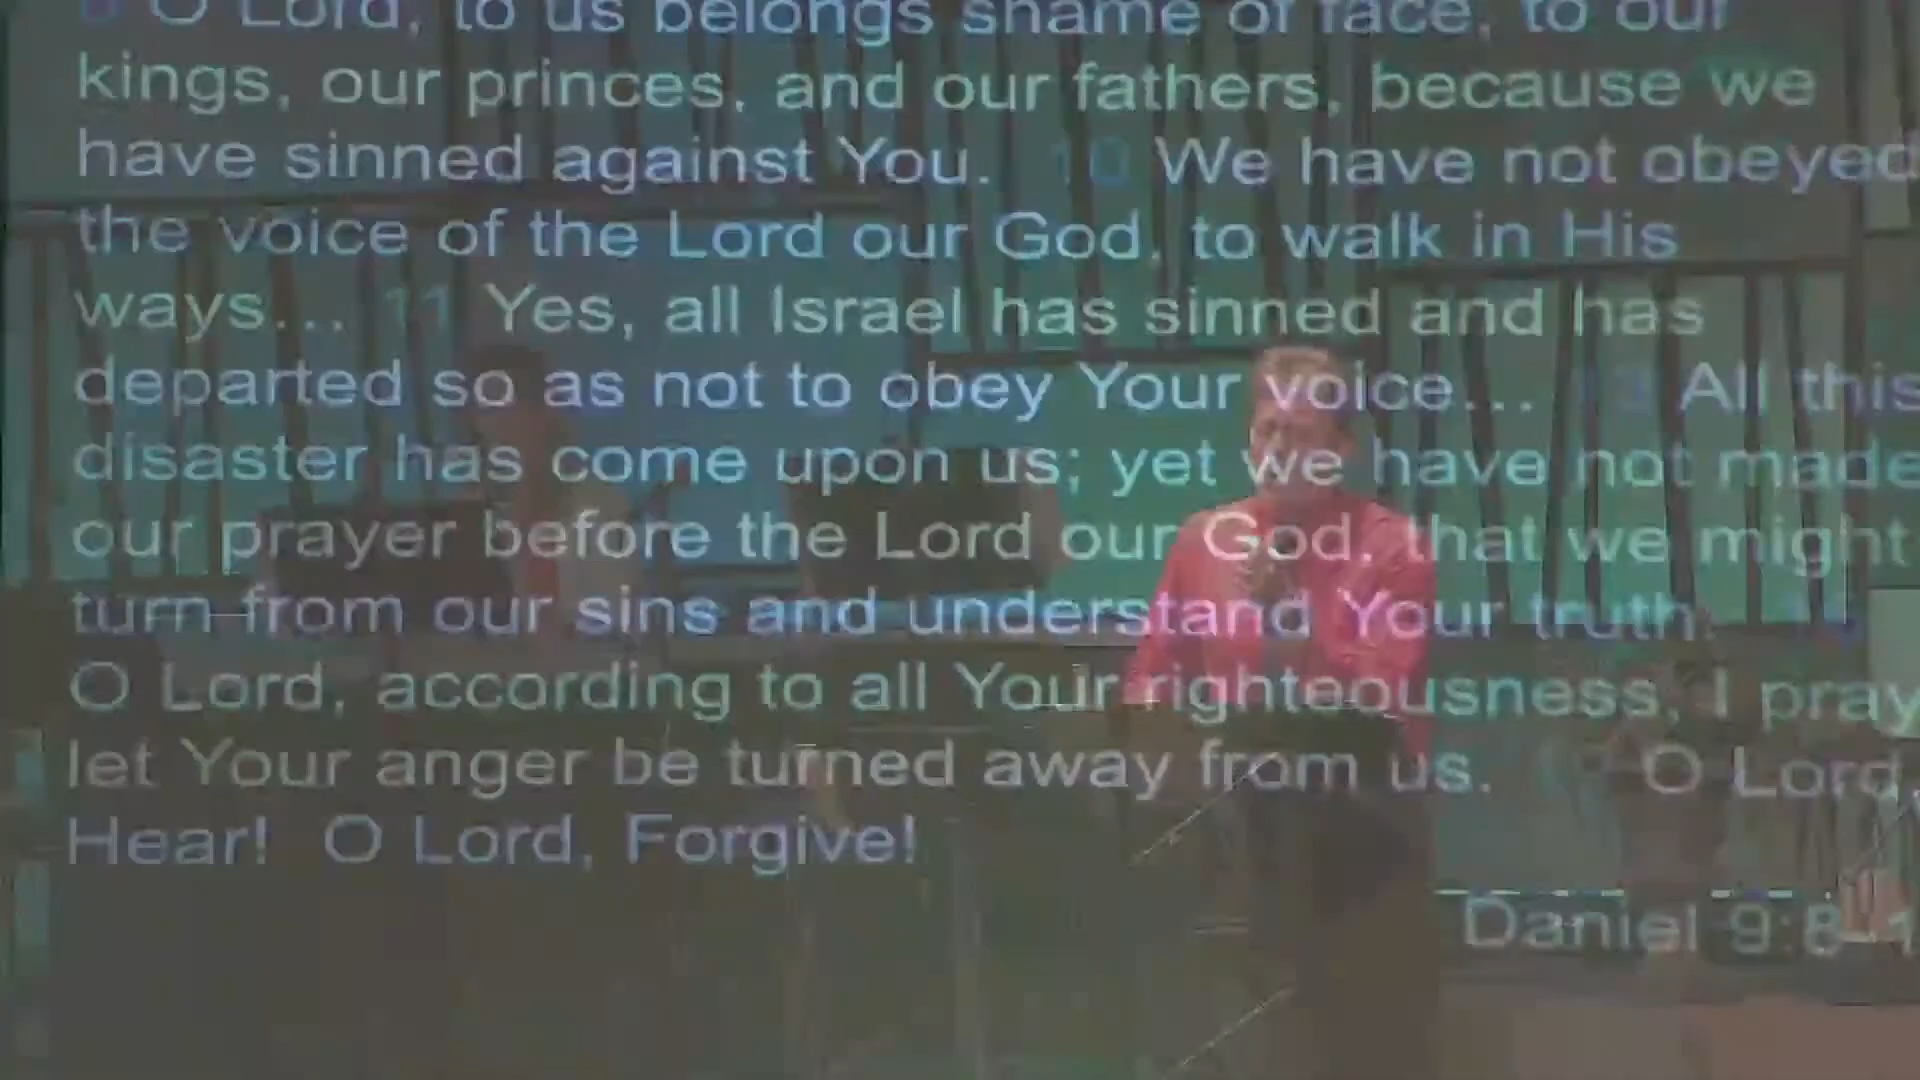 8 O Lord, to us belongs shame of face, to our
kings, our princes, and our fathers, because we
have sinned against You. 10 We have not obeyed
the voice of the Lord our God, to walk in His
ways... 11 Yes, all Israel has sinned and has
departed so as not to obey Your voice... 13 All this
disaster has come upon us; yet we have not made
our prayer before the Lord our God, that we might
turn from our sins and understand Your truth.
O Lord, according to all Your righteousness, I pray
let Your anger be turned away from us. O Lord,
Hear! O Lord, Forgive!
Daniel 9:8-1